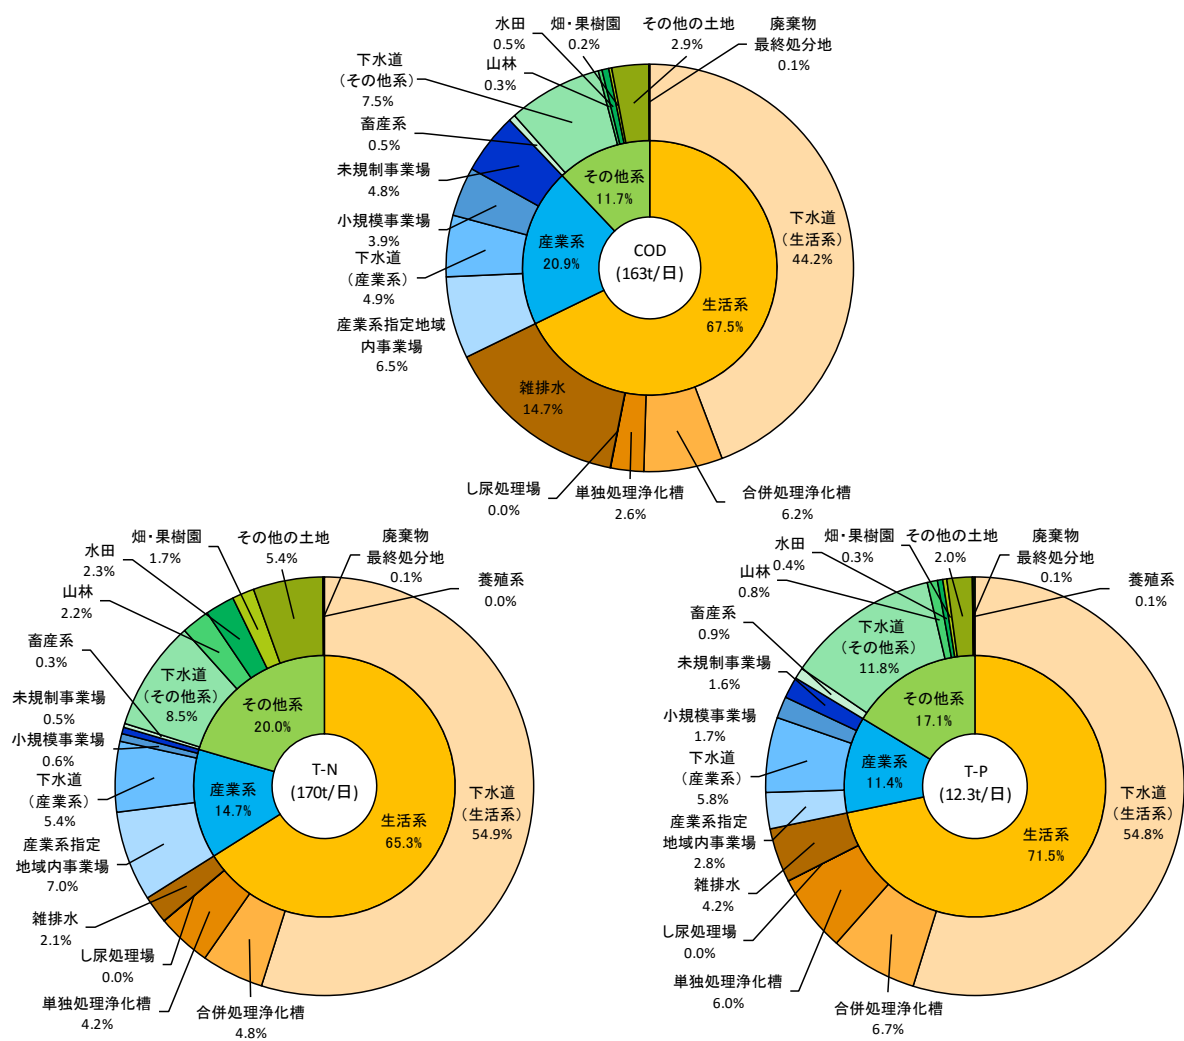 水田
0.5%
畑・果樹園
0.2%
その他の土地
2.9%
廃棄物
最終処分地
0.1%
下水道
（その他系）
7.5%
山林
0.3%
畜産系
0.5%
未規制事業場
4.8%
小規模事業場
3.9%
下水道
（産業系）
4.9%
産業系指定地域
内事業場
6.5%
その他系
11.7%
産業系
20.9%
COD
(163t/日)
生活系
67.5%
下水道
（生活系）
44.2%
雑排水
14.7%
し尿処理場
0.0%
単独処理浄化槽
2.6%
合併処理浄化槽
6.2%
水田
2.3%
畑・果樹園
1.7%
その他の土地
5.4%
廃棄物
最終処分地
0.1%
養殖系
0.0%
山林
2.2%
畜産系
0.3%
下水道
（その他系）
8.5%
未規制事業場
0.5%
小規模事業場
0.6%
下水道
（産業系）
5.4%
産業系指定
地域内事業場
7.0%
雑排水
2.1%
し尿処理場
0.0%
単独処理浄化槽
4.2%
合併処理浄化槽
4.8%
その他系
20.0%
産業系
14.7%
T-N
(170t/日)
生活系
65.3%
下水道
（生活系）
54.9%
水田
0.4%
畑・果樹園
0.3%
その他の土地
2.0%
廃棄物
最終処分地
0.1%
養殖系
0.1%
山林
0.8%
畜産系
0.9%
下水道
（その他系）
11.8%
未規制事業場
1.6%
小規模事業場
1.7%
下水道
（産業系）
5.8%
産業系指定
地域内事業場
2.8%
雑排水
4.2%
し尿処理場
0.0%
単独処理浄化槽
6.0%
合併処理浄化槽
6.7%
その他系
17.1%
産業系
11.4%
T-P
(12.3t/日)
生活系
71.5%
下水道
（生活系）
54.8%